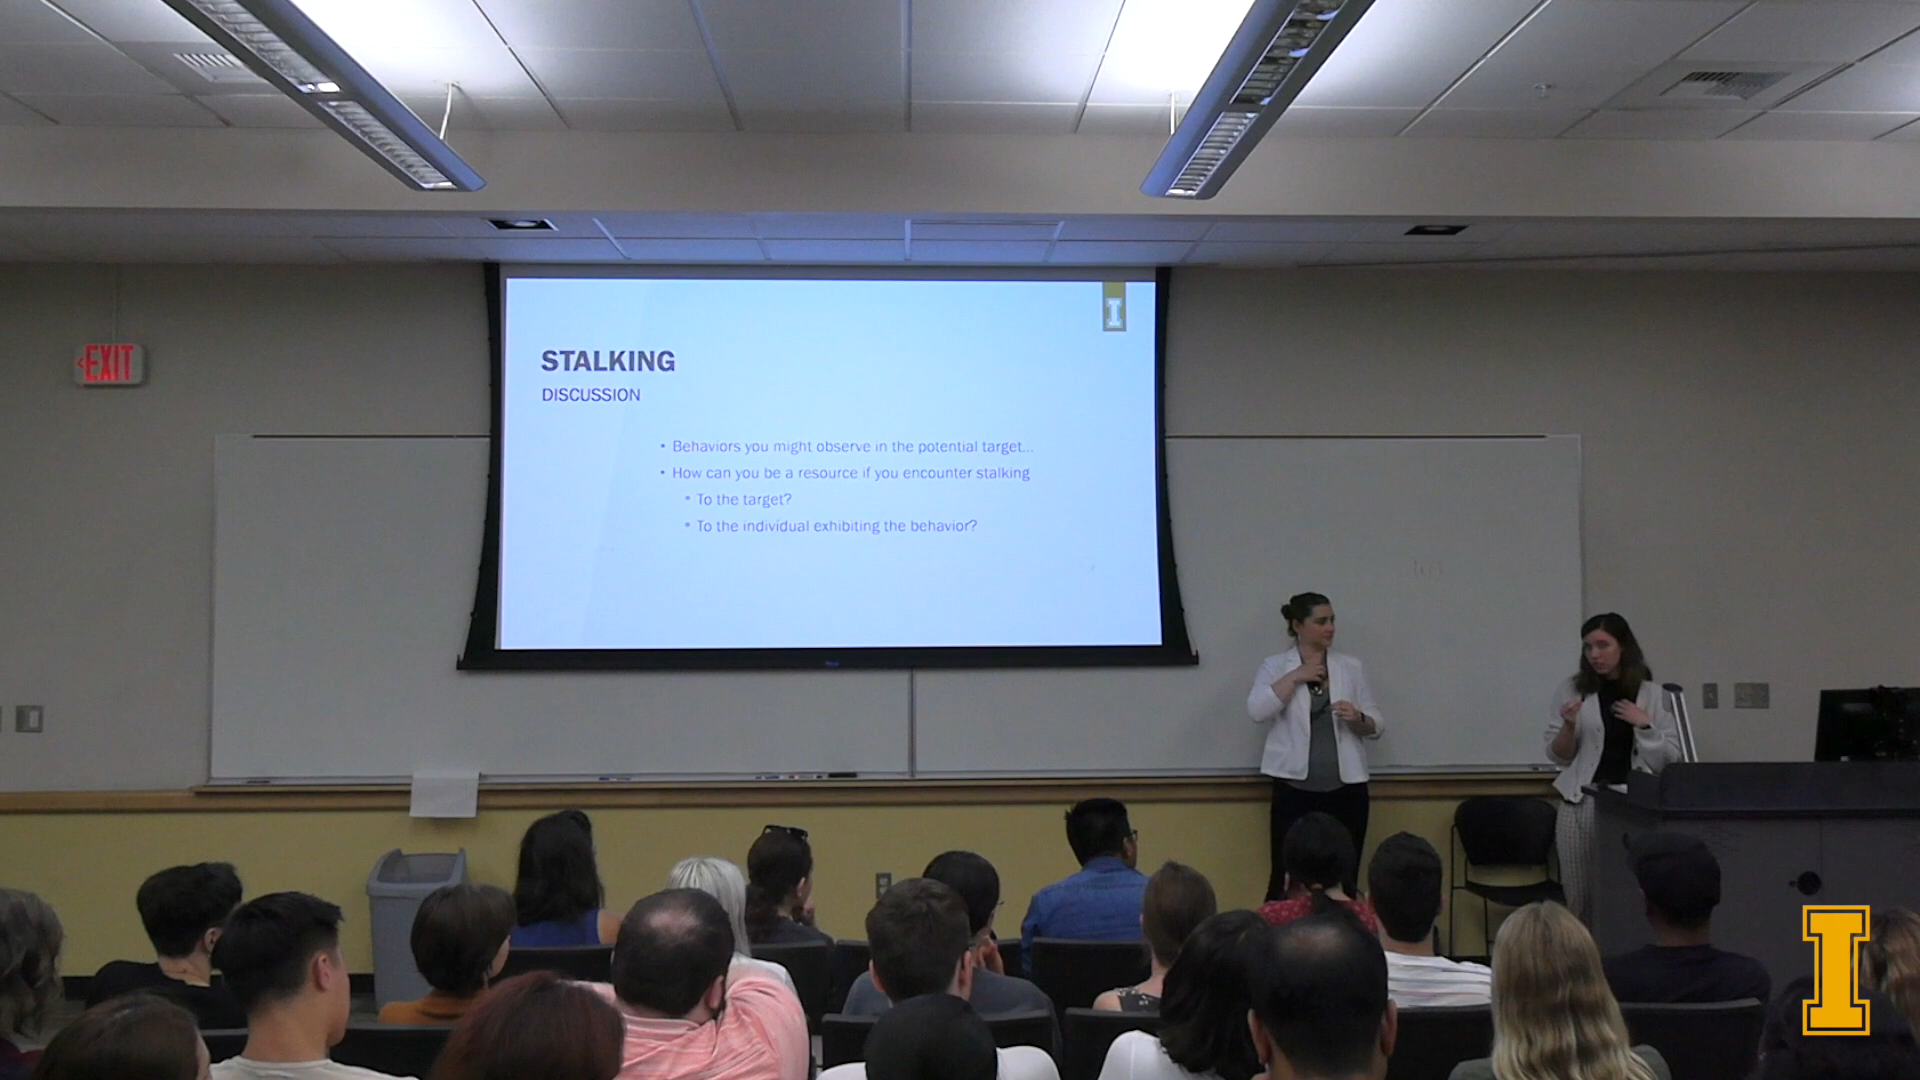 EXIT
I
STALKING
DISCUSSION
• Behaviors you might observe in the potential target...
• How can you be a resource if you encounter stalking
• To the target?
• To the individual exhibiting the behavior?
I